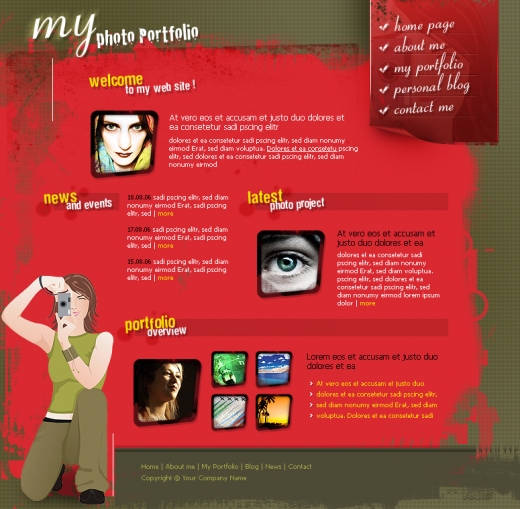 my photo Portfolio
home page
about me
my portfolio
personal blog
contact me
welcome
to my web site !
At vero eos et accusam et justo duo dolores et
ea consetetur sadi pscing elitr
dolores et ea consetetur sadi pscing elitr, sed diam nonumy
eirmod Erat, sed diam voluptua. Dolores et ea consetetu pscing
elitr, sed dolores et ea consetetur sadi pscing elitr, sed diam
nonumy eirmod
news
and events
19.08.06 sadi pscing elitr, sed diam
nonumy eirmod Erat, sadi pscing
elitr, sed | more
17.08.06 sadi pscing elitr, sed diam
nonumy eirmod Erat, sadi pscing
elitr, sed | more
15.08.06 sadi pscing elitr, sed diam
nonumy eirmod Erat, sadi pscing
elitr, sed | more
latest
photo project
At vero eos et accusam et
justo duo dolores et ea
dolores et ea consetetur sadi
pscing elitr, sed diam nonumy
eirmod Erat, sed diam voluptua.
pscing elitr, sed dolores et ea
consetetur sadi pscing elitr, sed
diam nonumy eirmod lorem ipsum
dolor | more
portfolio
overview
Lorem eos et accusam et justo duo
dolores et ea
At vero eos et accusam et justo duo
dolores et ea consetetur sadi pscing elitr,
sed diam nonumy eirmod Erat, sed diam
voluptua. Dolores et ea consetetur sadi
Home | About me | My Portfolio | Blog | News | Contact
Copyright © Your Company Name